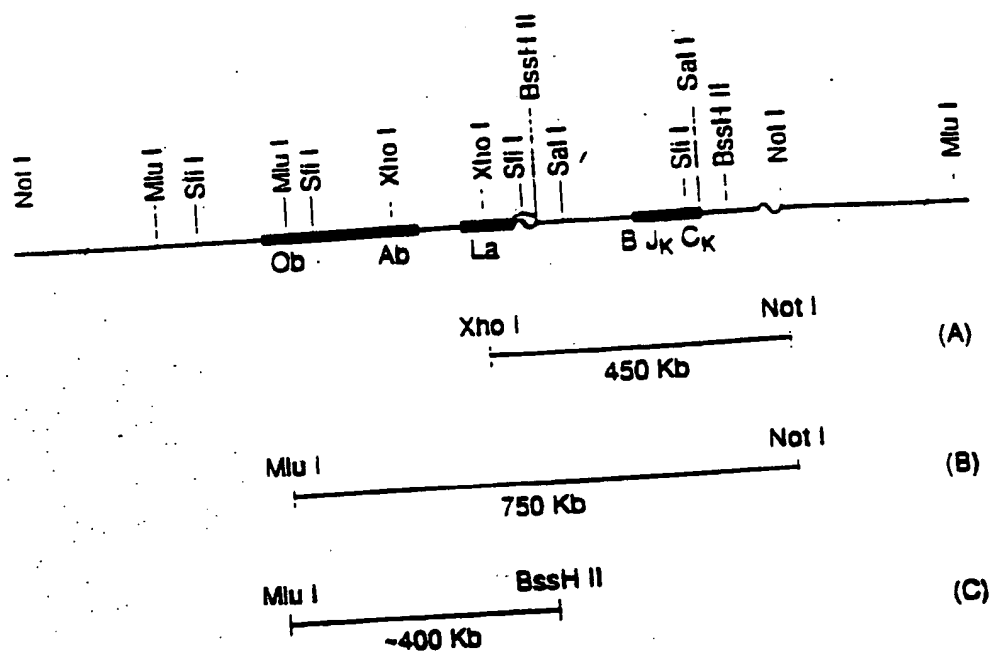 Not I
Mlu I
Sfi I
Mlu I
Sfi I
Xho I
Xho I
Sfi I
BssH II
Sal I
Sfi I
Sal I
BssH II
Not I
Mlu I
Ob
Ab
La
B JK CK
Xho I
Not I
(A)
450 Kb
Mlu I
Not I
(B)
750 Kb
Mlu I
BssH II
(C)
~400 Kb